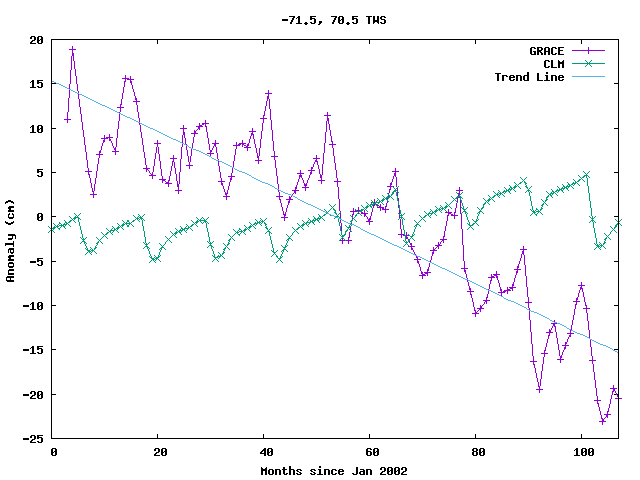 -71.5, 70.5 TWS
GRACE
CLM
Trend Line
20
15
10
5
0
-5
-10
-15
-20
-25
Anomaly (cm)
0 20 40 60 80 100
Months since Jan 2002